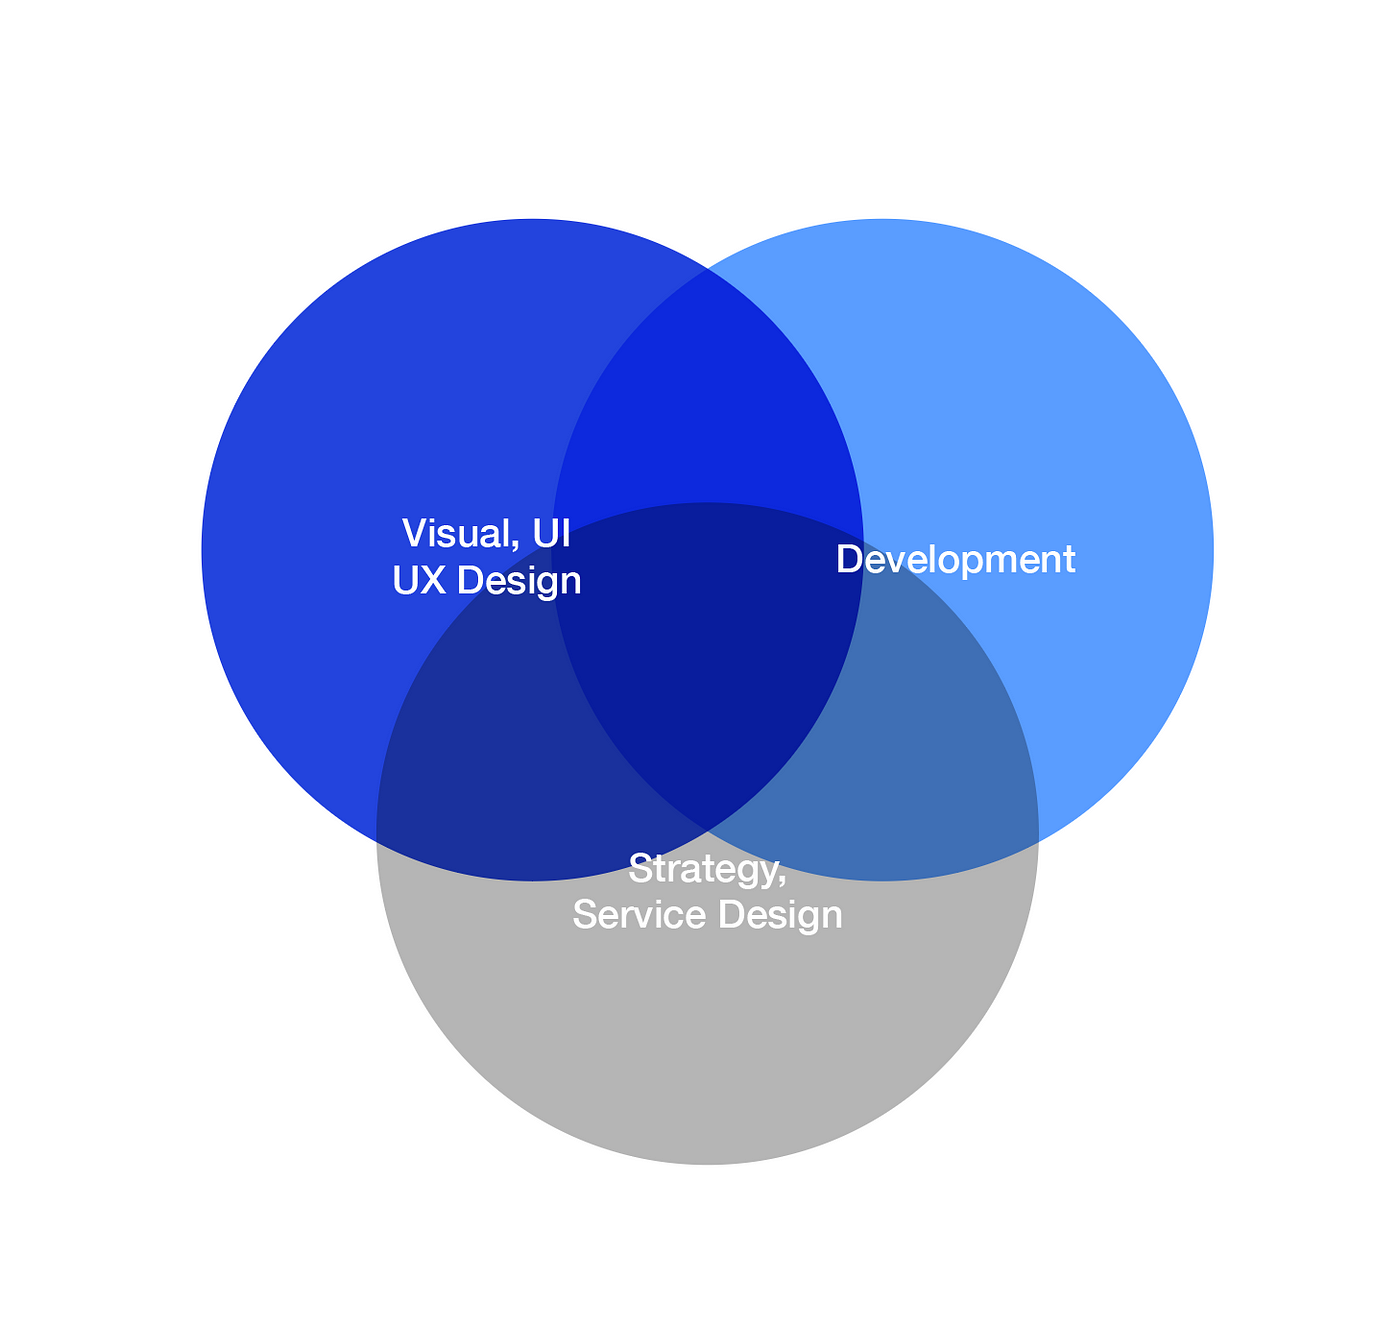 Visual, UI
UX Design
Development
Strategy,
Service Design